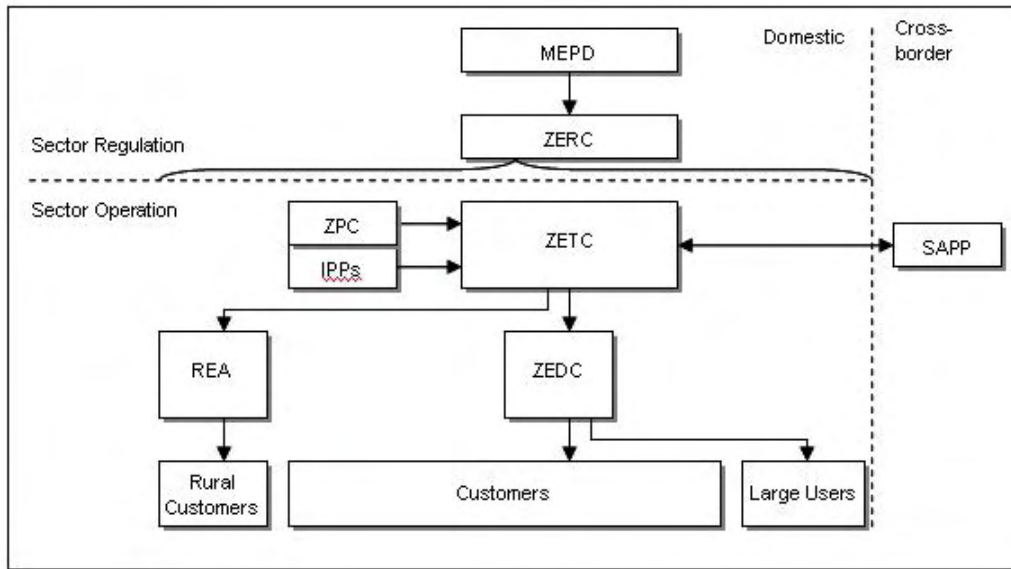 MEPD
Domestic
Cross-
border
ZERC
Sector Regulation
Sector Operation
ZPC
ZETC
IPPs
SAPP
REA
ZEDC
Rural
Customers
Customers
Large Users